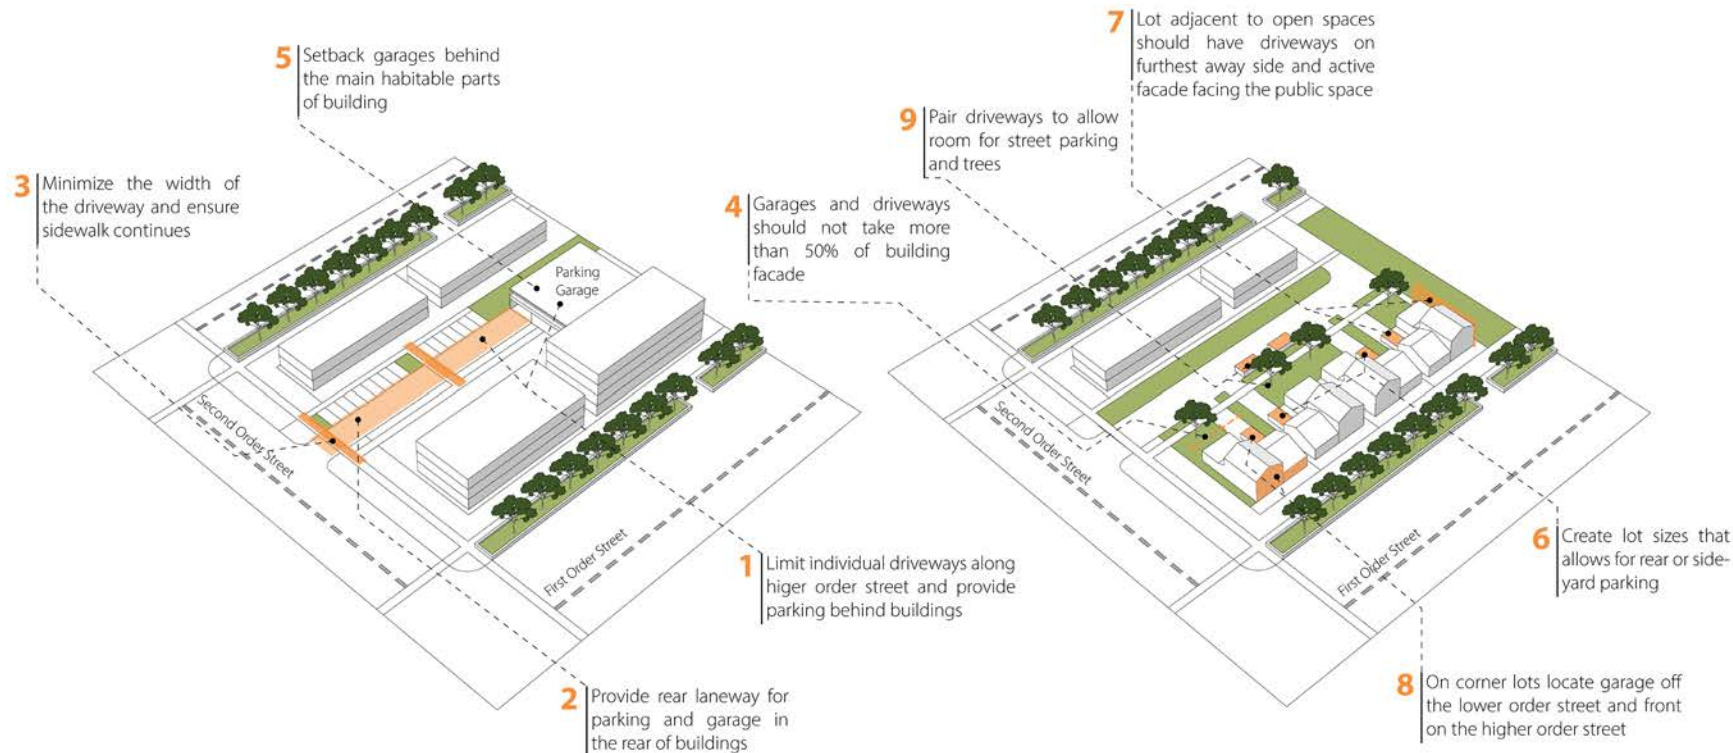 5
Setback garages behind
the main habitable parts
of building
3
Minimize the width of
the driveway and ensure
sidewalk continues
Parking
Garage
Second Order Street
First Order Street
1
Limit individual driveways along
higer order street and provide
parking behind buildings
2
Provide rear laneway for
parking and garage in
the rear of buildings
7
Lot adjacent to open spaces
should have driveways on
furthest away side and active
facade facing the public space
9
Pair driveways to allow
room for street parking
and trees
4
Garages and driveways
should not take more
than 50% of building
facade
Second Order Street
First Order Street
6
Create lot sizes that
allows for rear or side-
yard parking
8
On corner lots locate garage off
the lower order street and front
on the higher order street